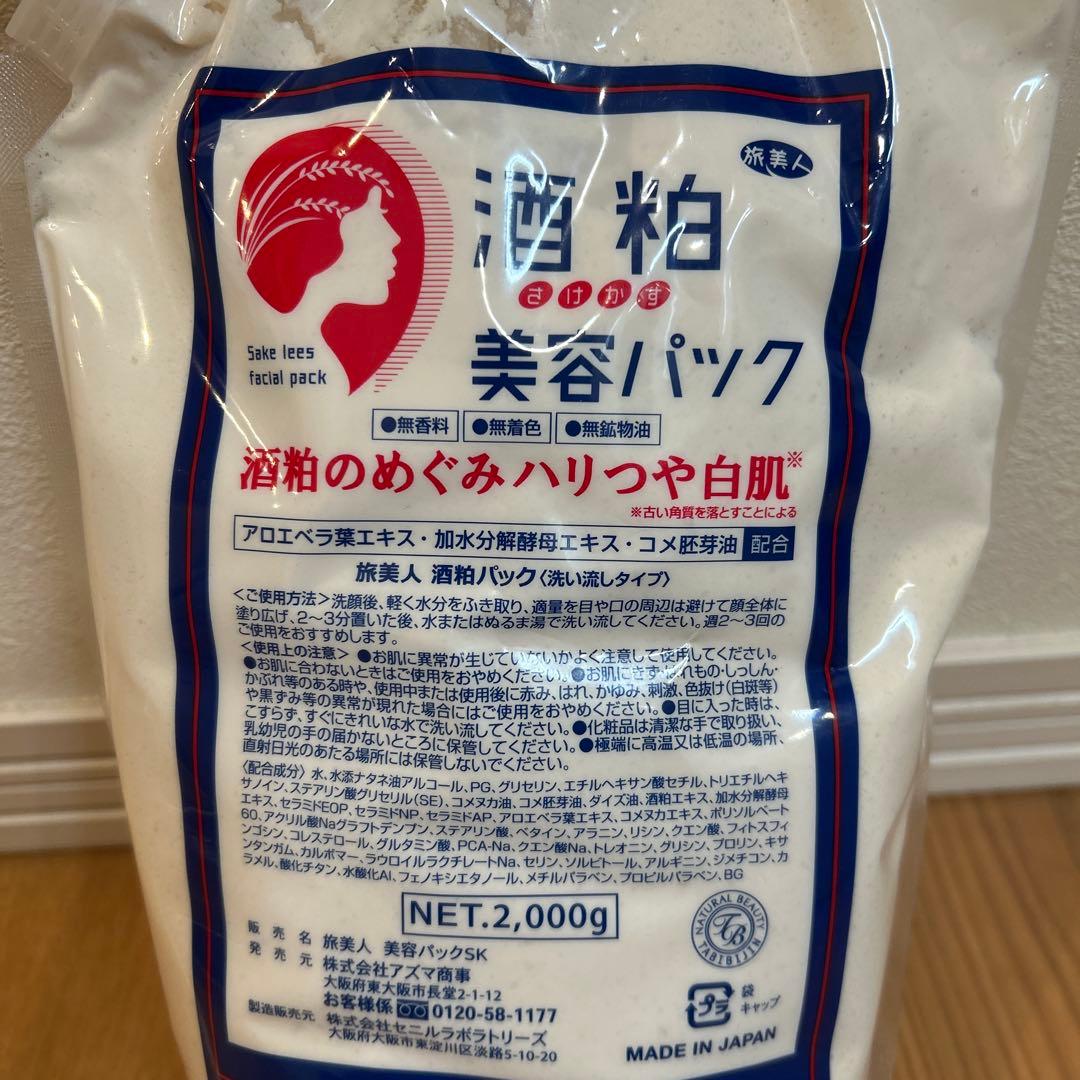 旅美人
酒粕
さけかす
美容パック
Sake lees
facial pack
●無香料 ●無着色 ●無鉱物油
酒粕のめぐみ ハリつや白肌※
※古い角質を落とすことによる
アロエベラ葉エキス・加水分解酵母エキス・コメ胚芽油 配合
旅美人 酒粕パック〈洗い流しタイプ〉
<ご使用方法>洗顔後、軽く水分をふき取り、適量を目や口の周辺は避けて顔全体に
塗り広げ、2〜3分置いた後、水またはぬるま湯で洗い流してください。週2〜3回の
ご使用をおすすめします。
<使用上の注意> ●お肌に異常が生じていないかよく注意して使用してください。
●お肌に合わないときはご使用をおやめください。●お肌にきず・はれもの・しっしん・
かぶれ等のある時や、使用中または使用後に赤み、はれ、かゆみ、刺激、色抜け(白斑等)
や黒ずみ等の異常が現れた場合にはご使用をおやめください。●目に入った時は、
こすらず、すぐにきれいな水で洗い流してください。●化粧品は清潔な手で取り扱い、
乳幼児の手の届かないところに保管してください。●極端に高温又は低温の場所、
直射日光のあたる場所には保管しないでください。
〈配合成分〉水、水添ナタネ油アルコール、PG、グリセリン、エチルヘキサン酸セチル、トリエチルヘキ
サノイン、ステアリン酸グリセリル(SE)、コメヌカ油、コメ胚芽油、ダイズ油、酒粕エキス、加水分解酵母
エキス、セラミドEOP、セラミドNP、セラミドAP、アロエベラ葉エキス、コメヌカエキス、ポリソルベート
60、アクリル酸Naグラフトデンプン、ステアリン酸、ベタイン、アラニン、リシン、クエン酸、フィトスフィ
ンゴシン、コレステロール、グルタミン酸、PCA-Na、クエン酸Na、トレオニン、グリシン、プロリン、キサ
ンタンガム、カルボマー、ラウロイルラクチレートNa、セリン、ソルビトール、アルギニン、ジメチコン、カ
ラメル、酸化チタン、水酸化Al、フェノキシエタノール、メチルパラベン、プロピルパラベン、BG
NET.2,000g
販売名 旅美人 美容パックSK
発売元 株式会社アズマ商事
大阪府東大阪市長堂2-1-12
お客様係 0120-58-1177
製造販売元 株式会社セニルラボラトリーズ
大阪府大阪市東淀川区淡路5-10-20
NATURAL BEAUTY
TB
TABIBIJIN
プラ
袋
キャップ
MADE IN JAPAN